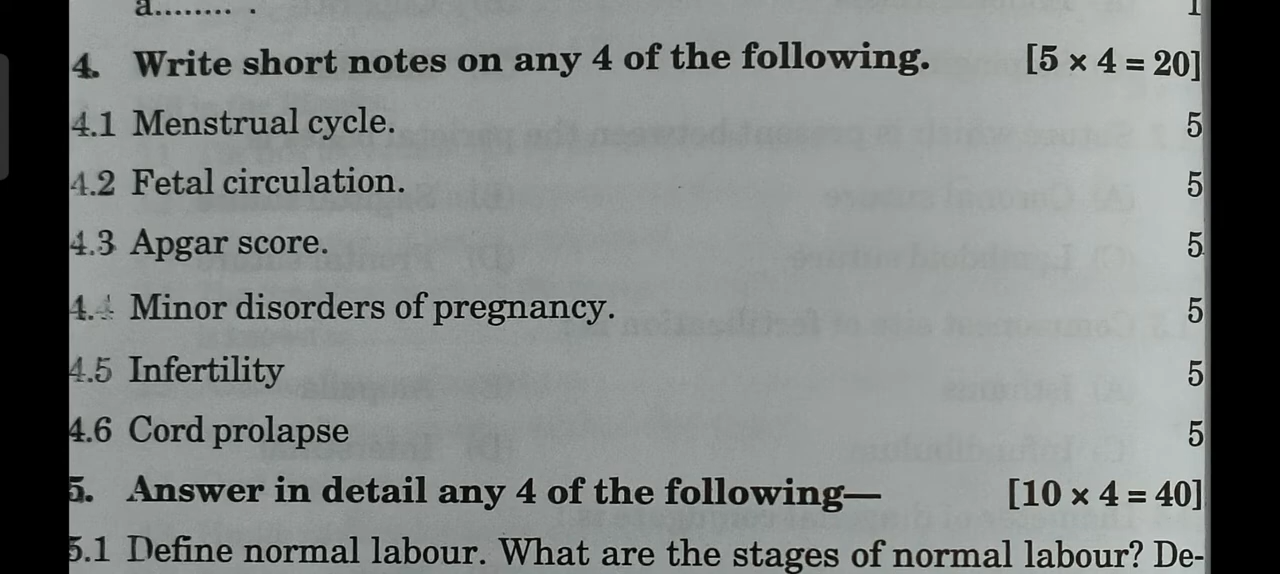 a........ . 1
4. Write short notes on any 4 of the following. [5 × 4 = 20]
4.1 Menstrual cycle. 5
4.2 Fetal circulation. 5
4.3 Apgar score. 5
4.4 Minor disorders of pregnancy. 5
4.5 Infertility 5
4.6 Cord prolapse 5
5. Answer in detail any 4 of the following— [10 × 4 = 40]
5.1 Define normal labour. What are the stages of normal labour? De-